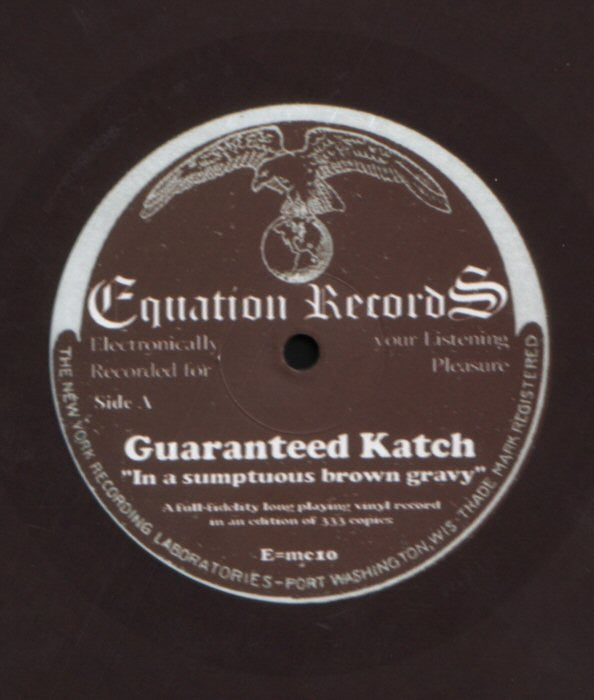 Equation RecordS
Electronically your Listening
Recorded for Pleasure
Side A
Guaranteed Katch
"In a sumptuous brown gravy"
A full-fidelity long playing vinyl record
in an edition of 333 copies
E=mc10
THE NEW YORK RECORDING LABORATORIES - PORT WASHINGTON, WIS - TRADE MARK REGISTERED